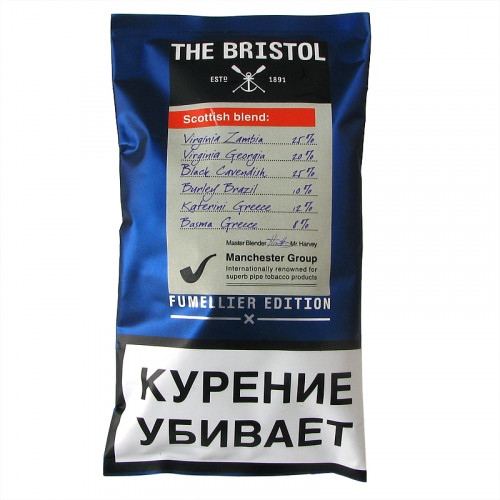 THE BRISTOL
ESTD 1891
Scottish blend:
Virginia Zambia 25%
Virginia Georgia 20%
Black Cavendish 25%
Burley Brazil 10%
Katerini Greece 12%
Basma Greece 8%
Master Blender Mr. Harvey
Manchester Group
Internationally renowned for
superb pipe tobacco products
FUMELLIER EDITION
КУРЕНИЕ
УБИВАЕТ